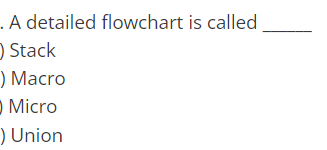 . A detailed flowchart is called ______
) Stack
) Macro
) Micro
) Union